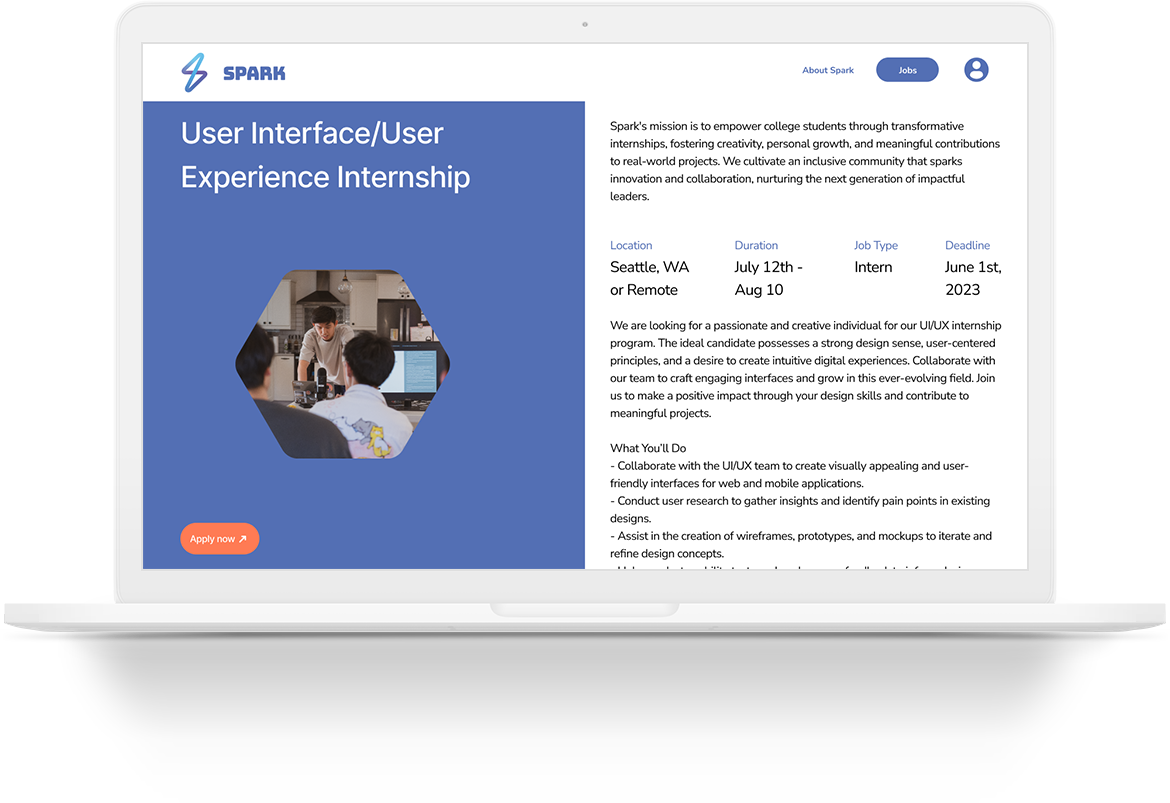 SPARK
About Spark
Jobs
User Interface/User
Experience Internship
Apply now
Spark's mission is to empower college students through transformative
internships, fostering creativity, personal growth, and meaningful contributions
to real-world projects. We cultivate an inclusive community that sparks
innovation and collaboration, nurturing the next generation of impactful
leaders.
Location
Seattle, WA
or Remote
Duration
July 12th -
Aug 10
Job Type
Intern
Deadline
June 1st,
2023
We are looking for a passionate and creative individual for our UI/UX internship
program. The ideal candidate possesses a strong design sense, user-centered
principles, and a desire to create intuitive digital experiences. Collaborate with
our team to craft engaging interfaces and grow in this ever-evolving field. Join
us to make a positive impact through your design skills and contribute to
meaningful projects.
What You’ll Do
- Collaborate with the UI/UX team to create visually appealing and user-
friendly interfaces for web and mobile applications.
- Conduct user research to gather insights and identify pain points in existing
designs.
- Assist in the creation of wireframes, prototypes, and mockups to iterate and
refine design concepts.